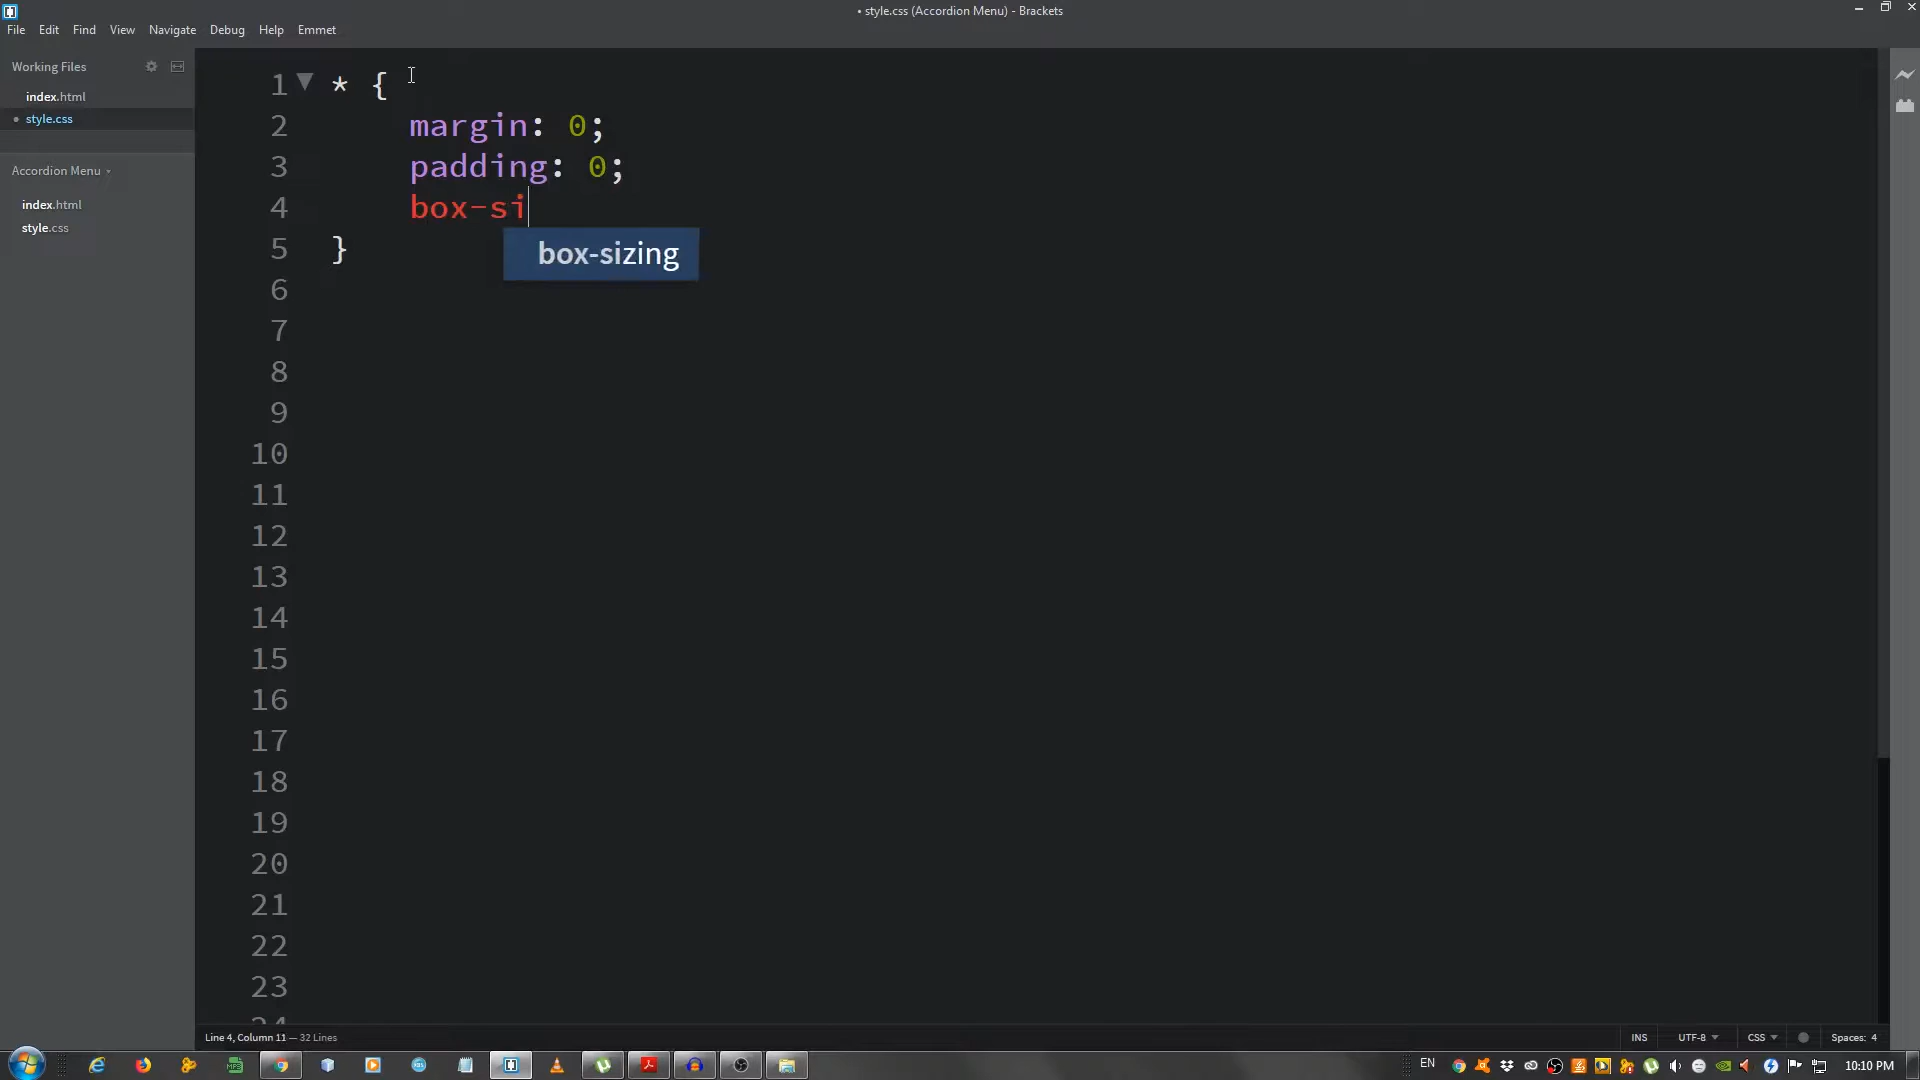 • style.css (Accordion Menu) - Brackets
File Edit Find View Navigate Debug Help Emmet
Working Files
index.html
• style.css
Accordion Menu
index.html
style.css
1 * {
2 margin: 0;
3 padding: 0;
4 box-si
box-sizing
5 }
6
7
8
9
10
11
12
13
14
15
16
17
18
19
20
21
22
23
24
Line 4, Column 11 — 32 Lines
INS UTF-8 CSS Spaces: 4
EN 10:10 PM